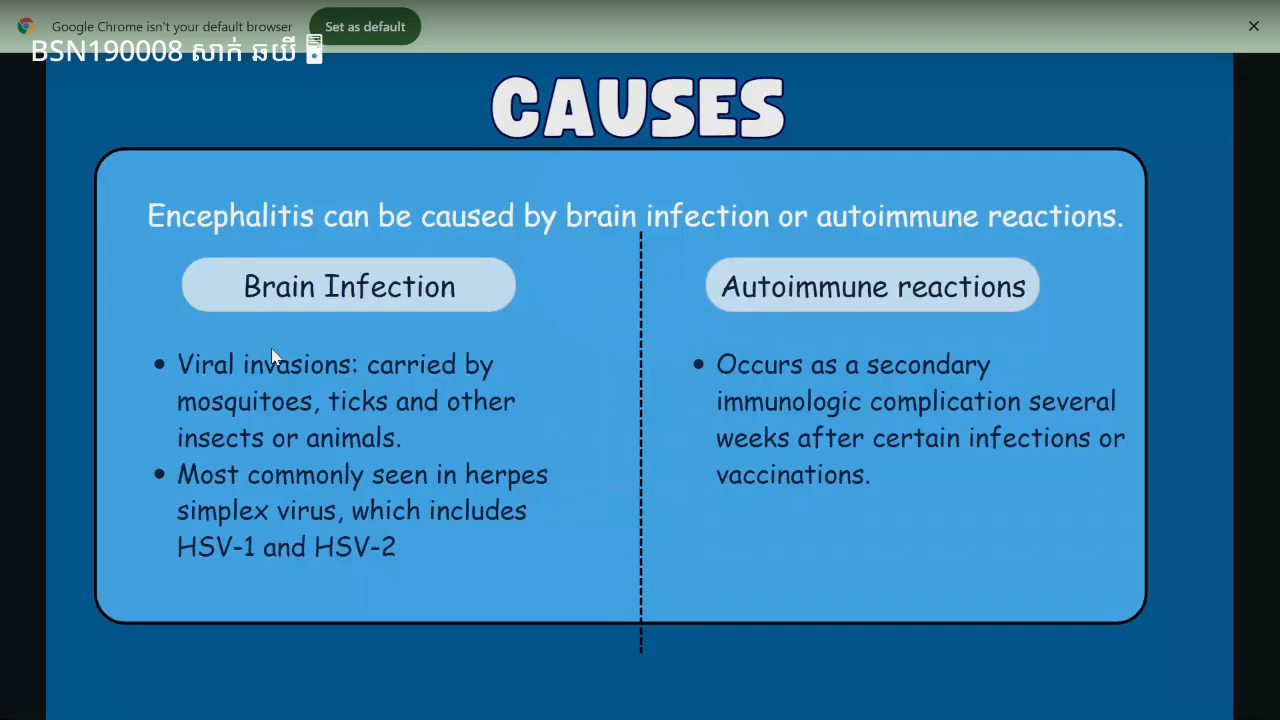 Google Chrome isn't your default browser
Set as default
BSN190008 សាក់ ឆយី
CAUSES
Encephalitis can be caused by brain infection or autoimmune reactions.
Brain Infection
• Viral invasions: carried by
mosquitoes, ticks and other
insects or animals.
• Most commonly seen in herpes
simplex virus, which includes
HSV-1 and HSV-2
Autoimmune reactions
• Occurs as a secondary
immunologic complication several
weeks after certain infections or
vaccinations.